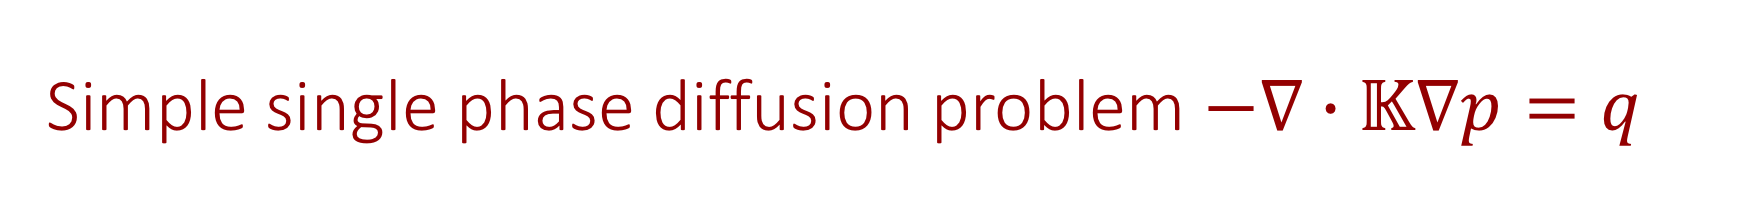 Simple single phase diffusion problem −∇ · 𝕂∇𝑝 = 𝑞